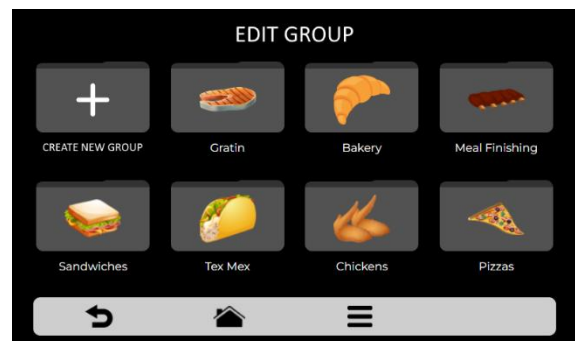 EDIT GROUP
CREATE NEW GROUP
Gratin
Bakery
Meal Finishing
Sandwiches
Tex Mex
Chickens
Pizzas